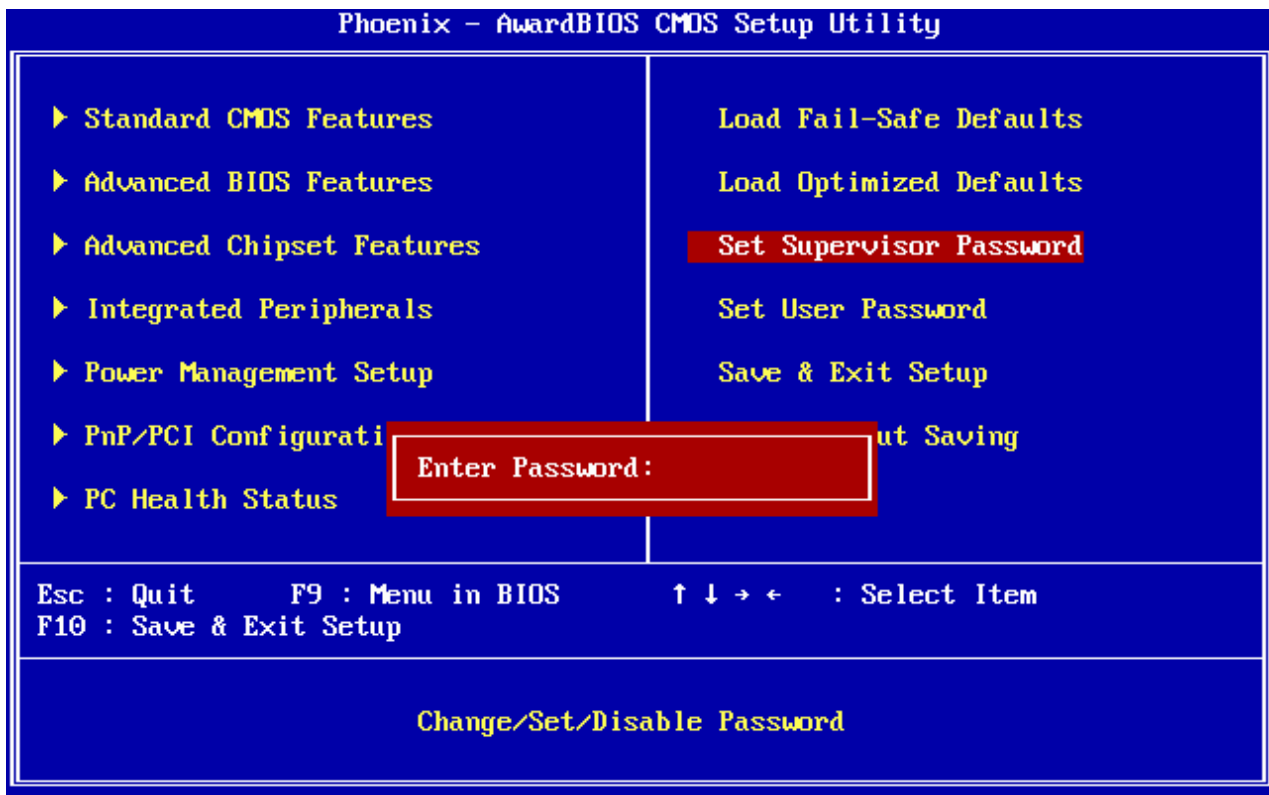 Phoenix - AwardBIOS CMOS Setup Utility
Standard CMOS Features
Advanced BIOS Features
Advanced Chipset Features
Integrated Peripherals
Power Management Setup
PnP/PCI Configurati
PC Health Status
Load Fail-Safe Defaults
Load Optimized Defaults
Set Supervisor Password
Set User Password
Save & Exit Setup
ut Saving
Enter Password:
Esc : Quit F9 : Menu in BIOS ↑ ↓ → ← : Select Item
F10 : Save & Exit Setup
Change/Set/Disable Password